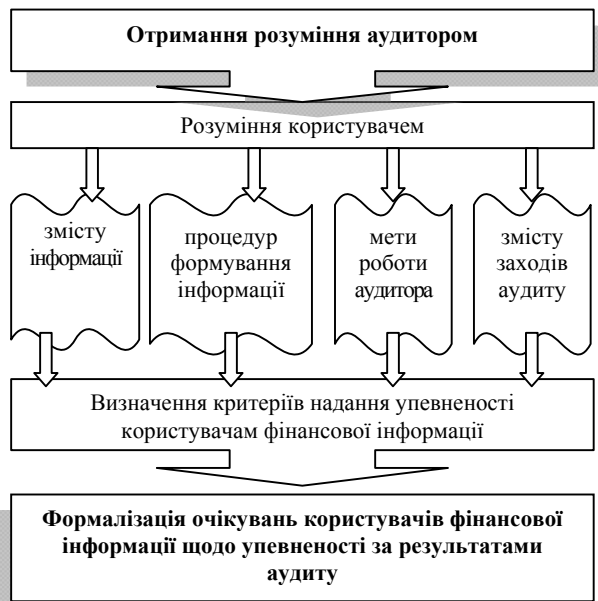 Отримання розуміння аудитором
Розуміння користувачем
змісту
інформації
процедур
формування
інформації
мети
роботи
аудитора
змісту
заходів
аудиту
Визначення критеріїв надання упевненості
користувачам фінансової інформації
Формалізація очікувань користувачів фінансової
інформації щодо упевненості за результатами
аудиту